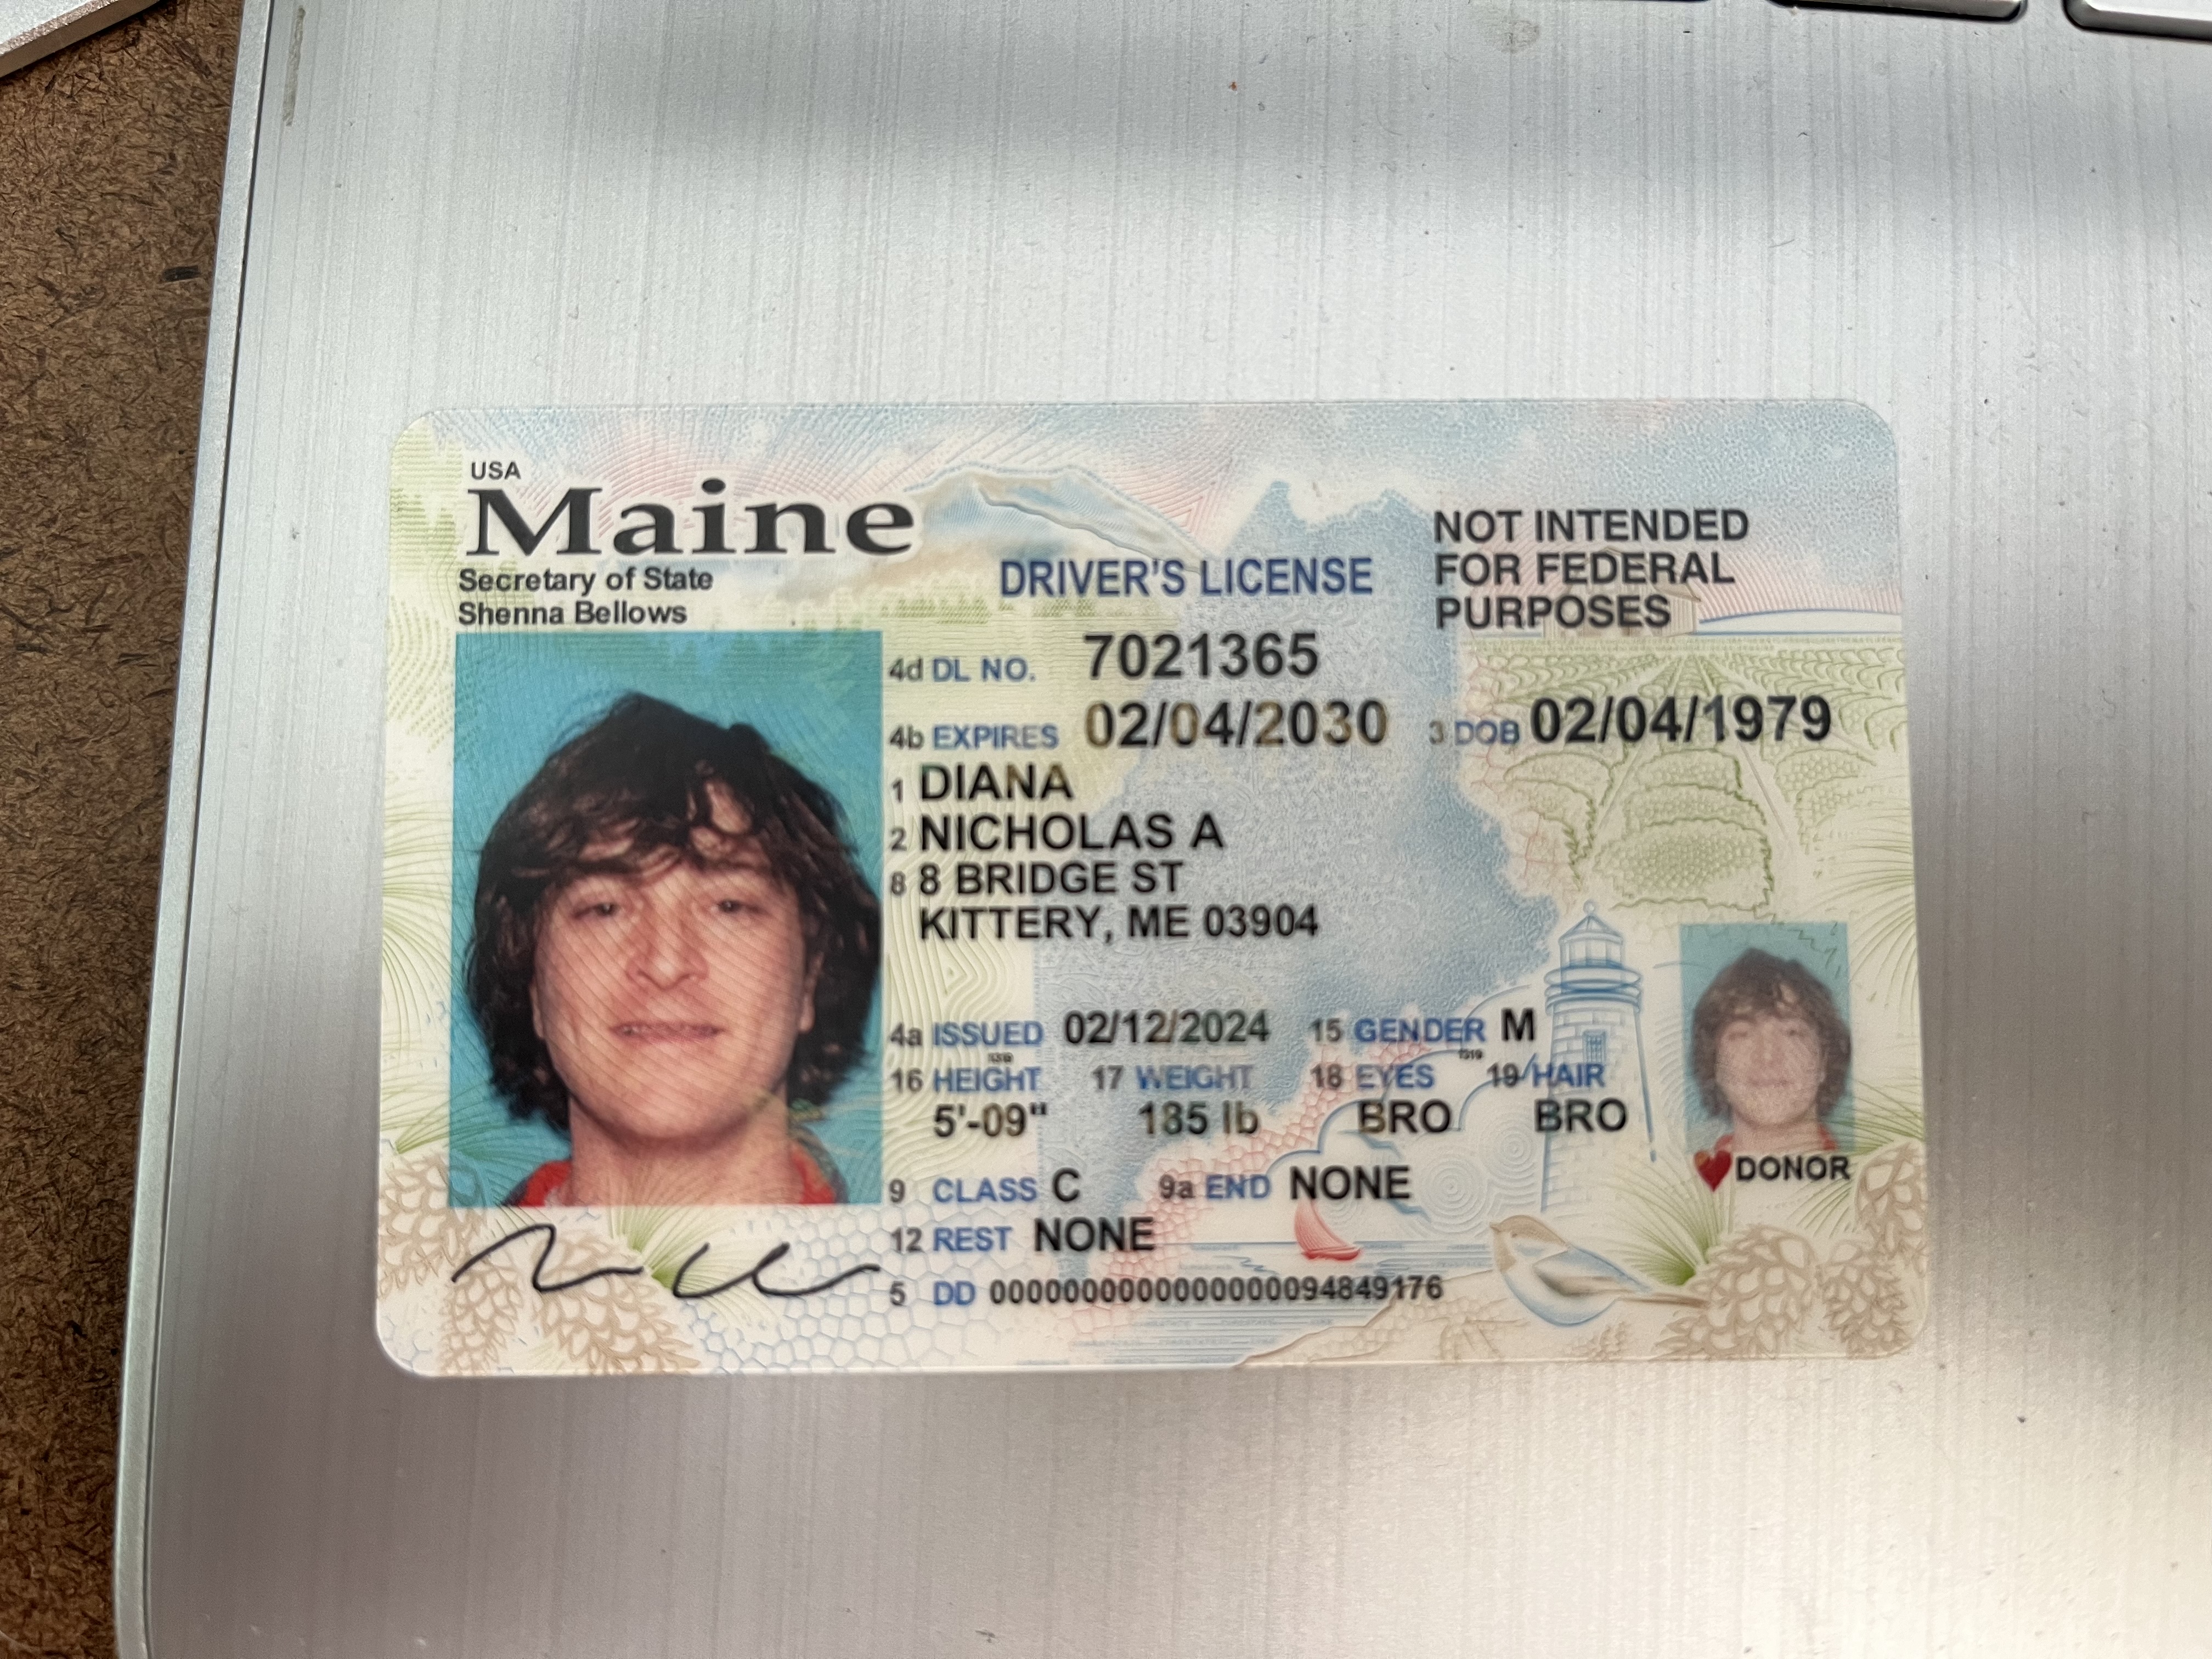 USA
Maine
Secretary of State
Shenna Bellows
DRIVER'S LICENSE
NOT INTENDED
FOR FEDERAL
PURPOSES
4d DL NO. 7021365
4b EXPIRES 02/04/2030 3 DOB 02/04/1979
1 DIANA
2 NICHOLAS A
8 8 BRIDGE ST
KITTERY, ME 03904
4a ISSUED 02/12/2024 15 GENDER M
16 HEIGHT 17 WEIGHT 18 EYES 19 HAIR
5'-09" 135 lb BRO BRO
9 CLASS C 9a END NONE
12 REST NONE
5 DD 0000000000000000094849176
DONOR